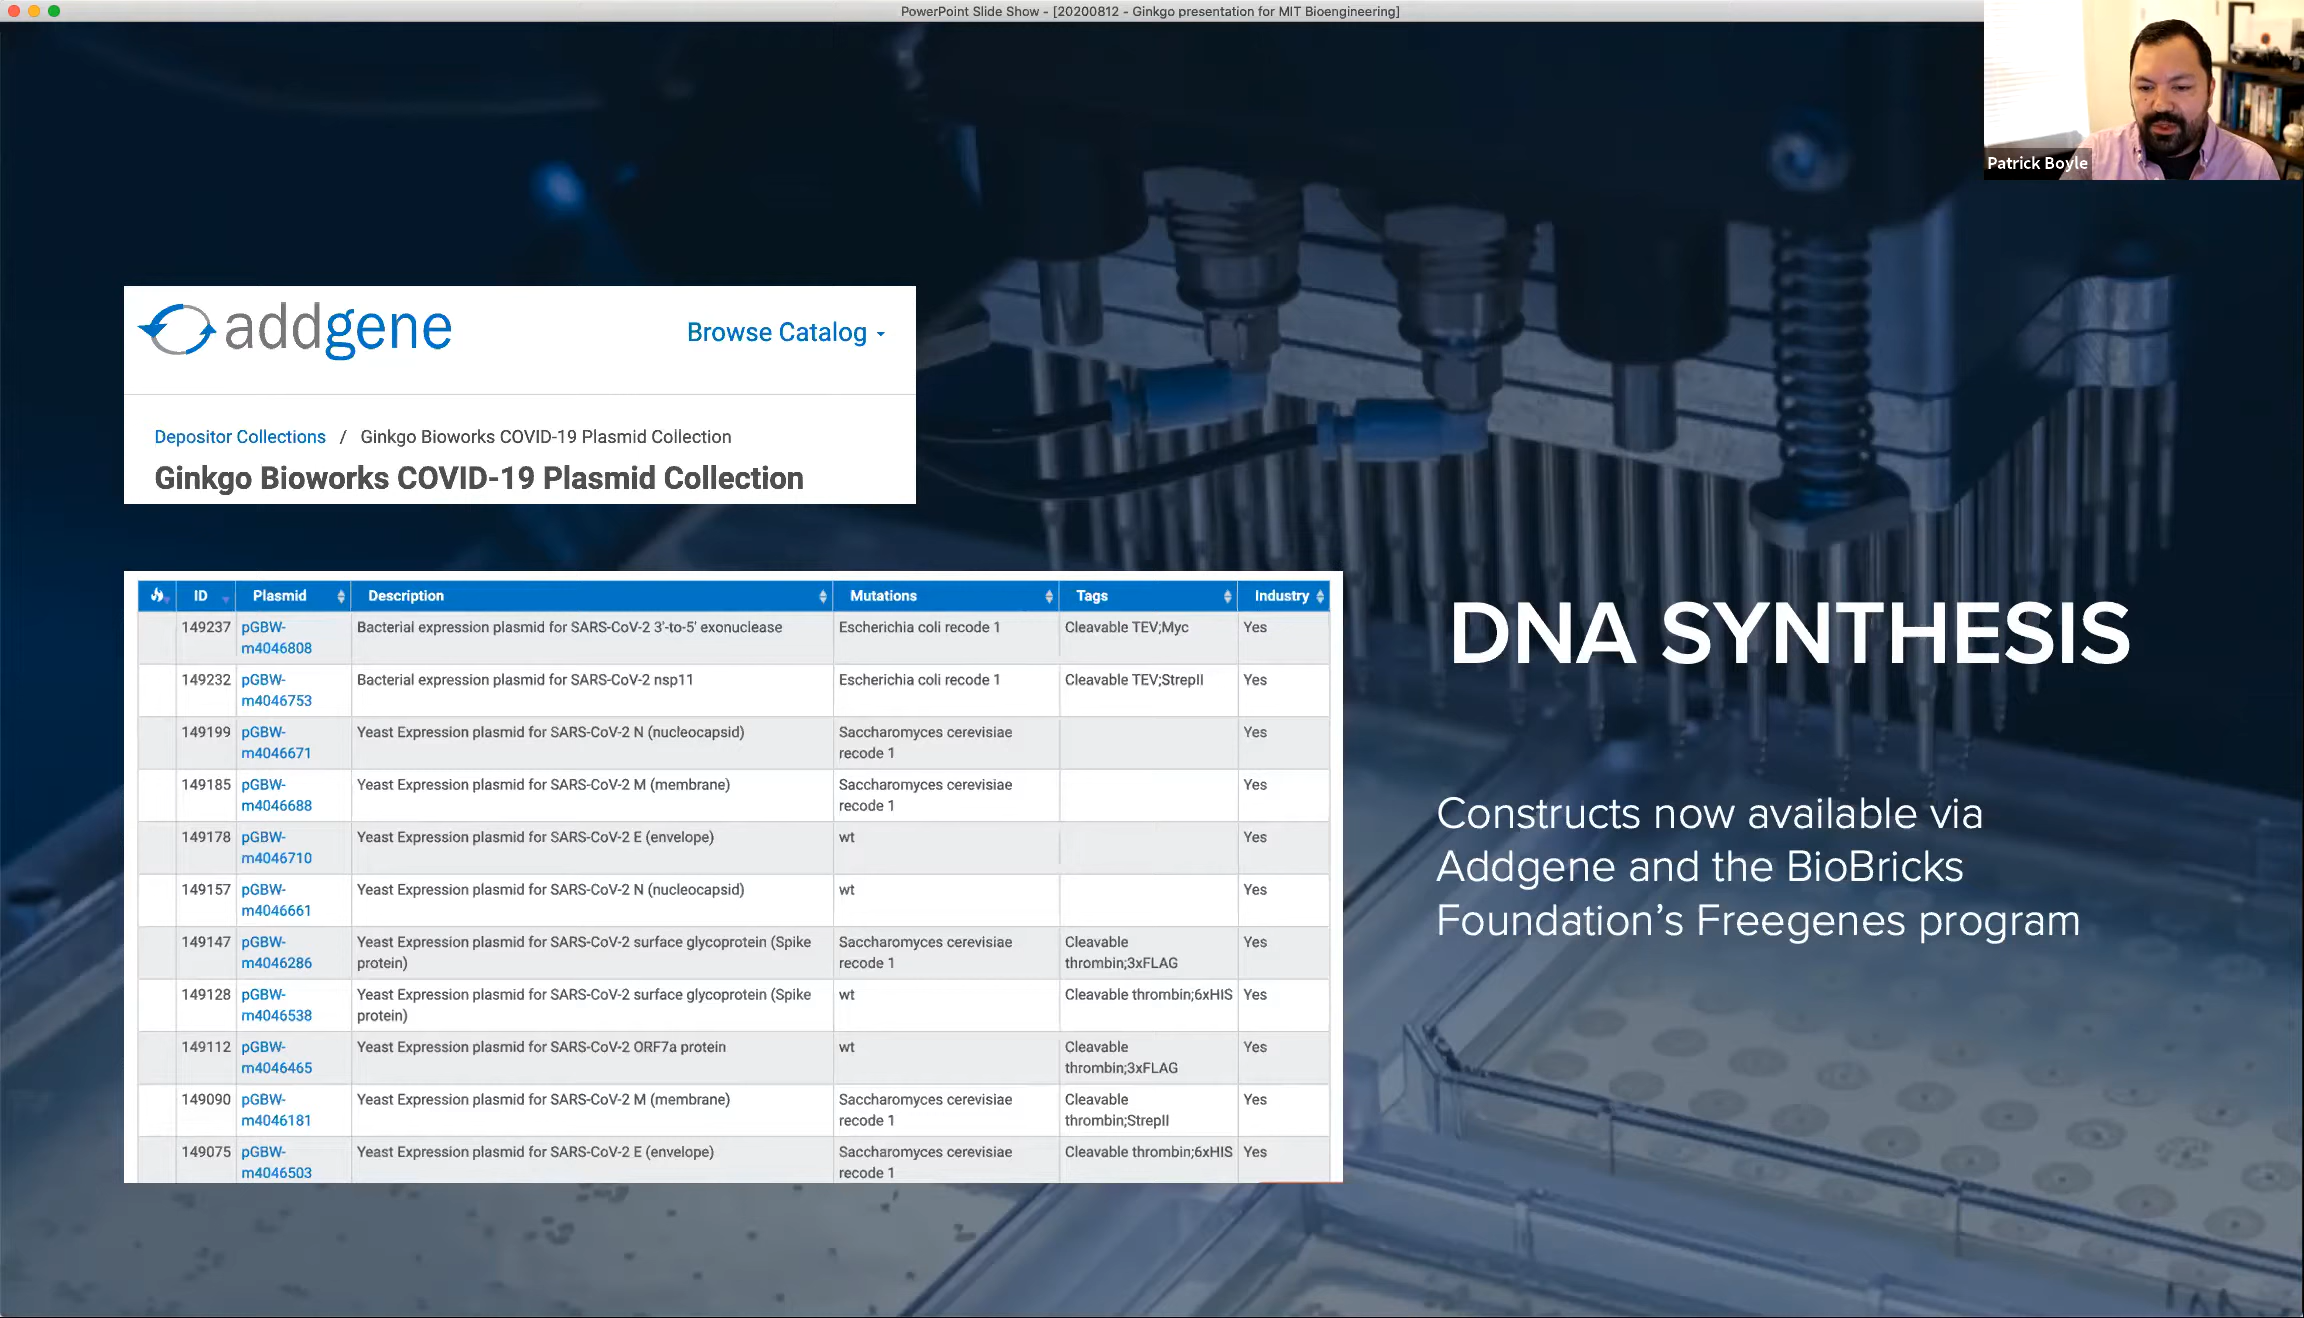 PowerPoint Slide Show - [20200812 - Ginkgo presentation for MIT Bioengineering]
Patrick Boyle
addgene
Browse Catalog
Depositor Collections / Ginkgo Bioworks COVID-19 Plasmid Collection
Ginkgo Bioworks COVID-19 Plasmid Collection
ID Plasmid Description Mutations Tags Industry
149237 pGBW- Bacterial expression plasmid for SARS-CoV-2 3'-to-5' exonuclease Escherichia coli recode 1 Cleavable TEV;Myc Yes
m4046808
149232 pGBW- Bacterial expression plasmid for SARS-CoV-2 nsp11 Escherichia coli recode 1 Cleavable TEV;StrepII Yes
m4046753
149199 pGBW- Yeast Expression plasmid for SARS-CoV-2 N (nucleocapsid) Saccharomyces cerevisiae Yes
m4046671 recode 1
149185 pGBW- Yeast Expression plasmid for SARS-CoV-2 M (membrane) Saccharomyces cerevisiae Yes
m4046688 recode 1
149178 pGBW- Yeast Expression plasmid for SARS-CoV-2 E (envelope) wt Yes
m4046710
149157 pGBW- Yeast Expression plasmid for SARS-CoV-2 N (nucleocapsid) wt Yes
m4046661
149147 pGBW- Yeast Expression plasmid for SARS-CoV-2 surface glycoprotein (Spike Saccharomyces cerevisiae Cleavable Yes
m4046286 protein) recode 1 thrombin;3xFLAG
149128 pGBW- Yeast Expression plasmid for SARS-CoV-2 surface glycoprotein (Spike wt Cleavable thrombin;6xHIS Yes
m4046538 protein)
149112 pGBW- Yeast Expression plasmid for SARS-CoV-2 ORF7a protein wt Cleavable Yes
m4046465 thrombin;3xFLAG
149090 pGBW- Yeast Expression plasmid for SARS-CoV-2 M (membrane) Saccharomyces cerevisiae Cleavable Yes
m4046181 recode 1 thrombin;StrepII
149075 pGBW- Yeast Expression plasmid for SARS-CoV-2 E (envelope) Saccharomyces cerevisiae Cleavable thrombin;6xHIS Yes
m4046503 recode 1
DNA SYNTHESIS
Constructs now available via
Addgene and the BioBricks
Foundation’s Freegenes program